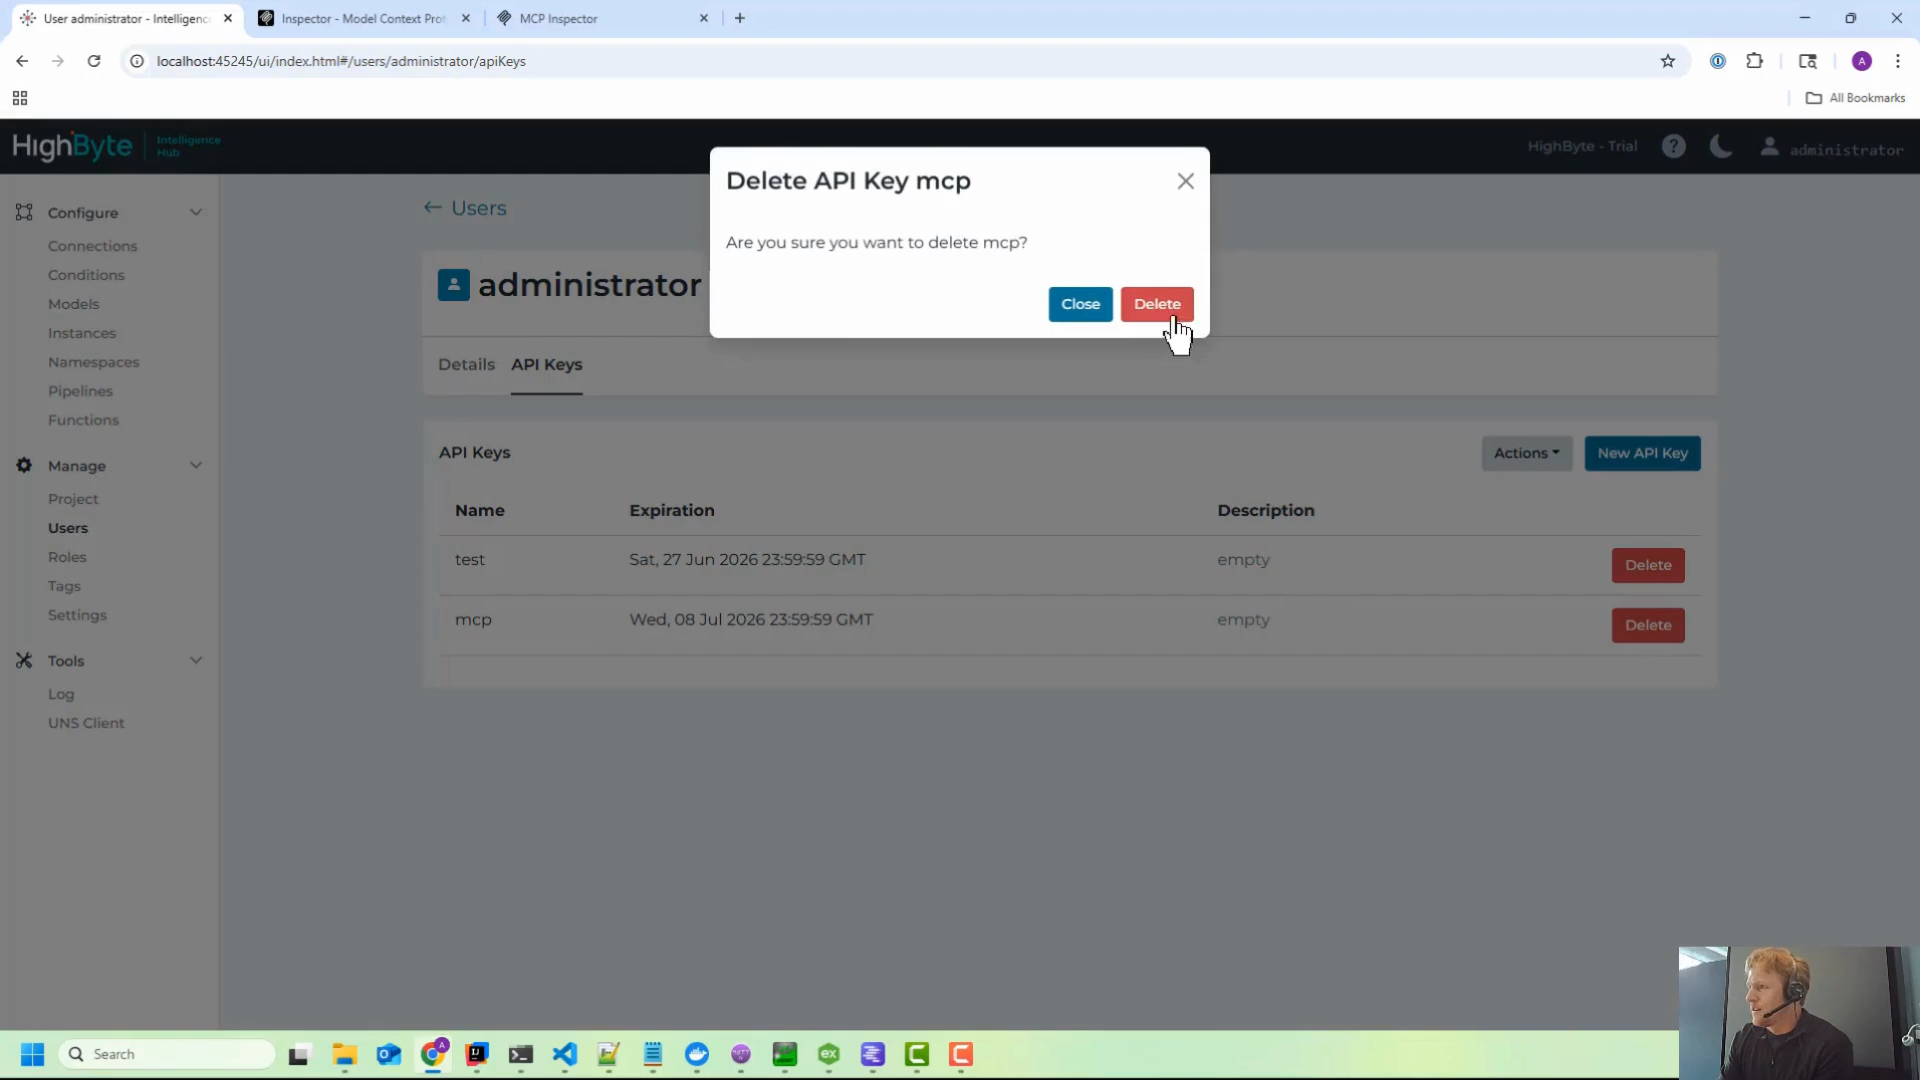 User administrator - Intelligenc
Inspector - Model Context Prot
MCP Inspector
localhost:45245/ui/index.html#/users/administrator/apiKeys
A
All Bookmarks
HighByte
Intelligence
Hub
HighByte - Trial
?
administrator
Delete API Key mcp
Are you sure you want to delete mcp?
Close
Delete
Configure
Connections
Conditions
Models
Instances
Namespaces
Pipelines
Functions
Manage
Project
Users
Roles
Tags
Settings
Tools
Log
UNS Client
← Users
administrator
Details
API Keys
API Keys
Actions
New API Key
Name
Expiration
Description
test
Sat, 27 Jun 2026 23:59:59 GMT
empty
Delete
mcp
Wed, 08 Jul 2026 23:59:59 GMT
empty
Delete
Search